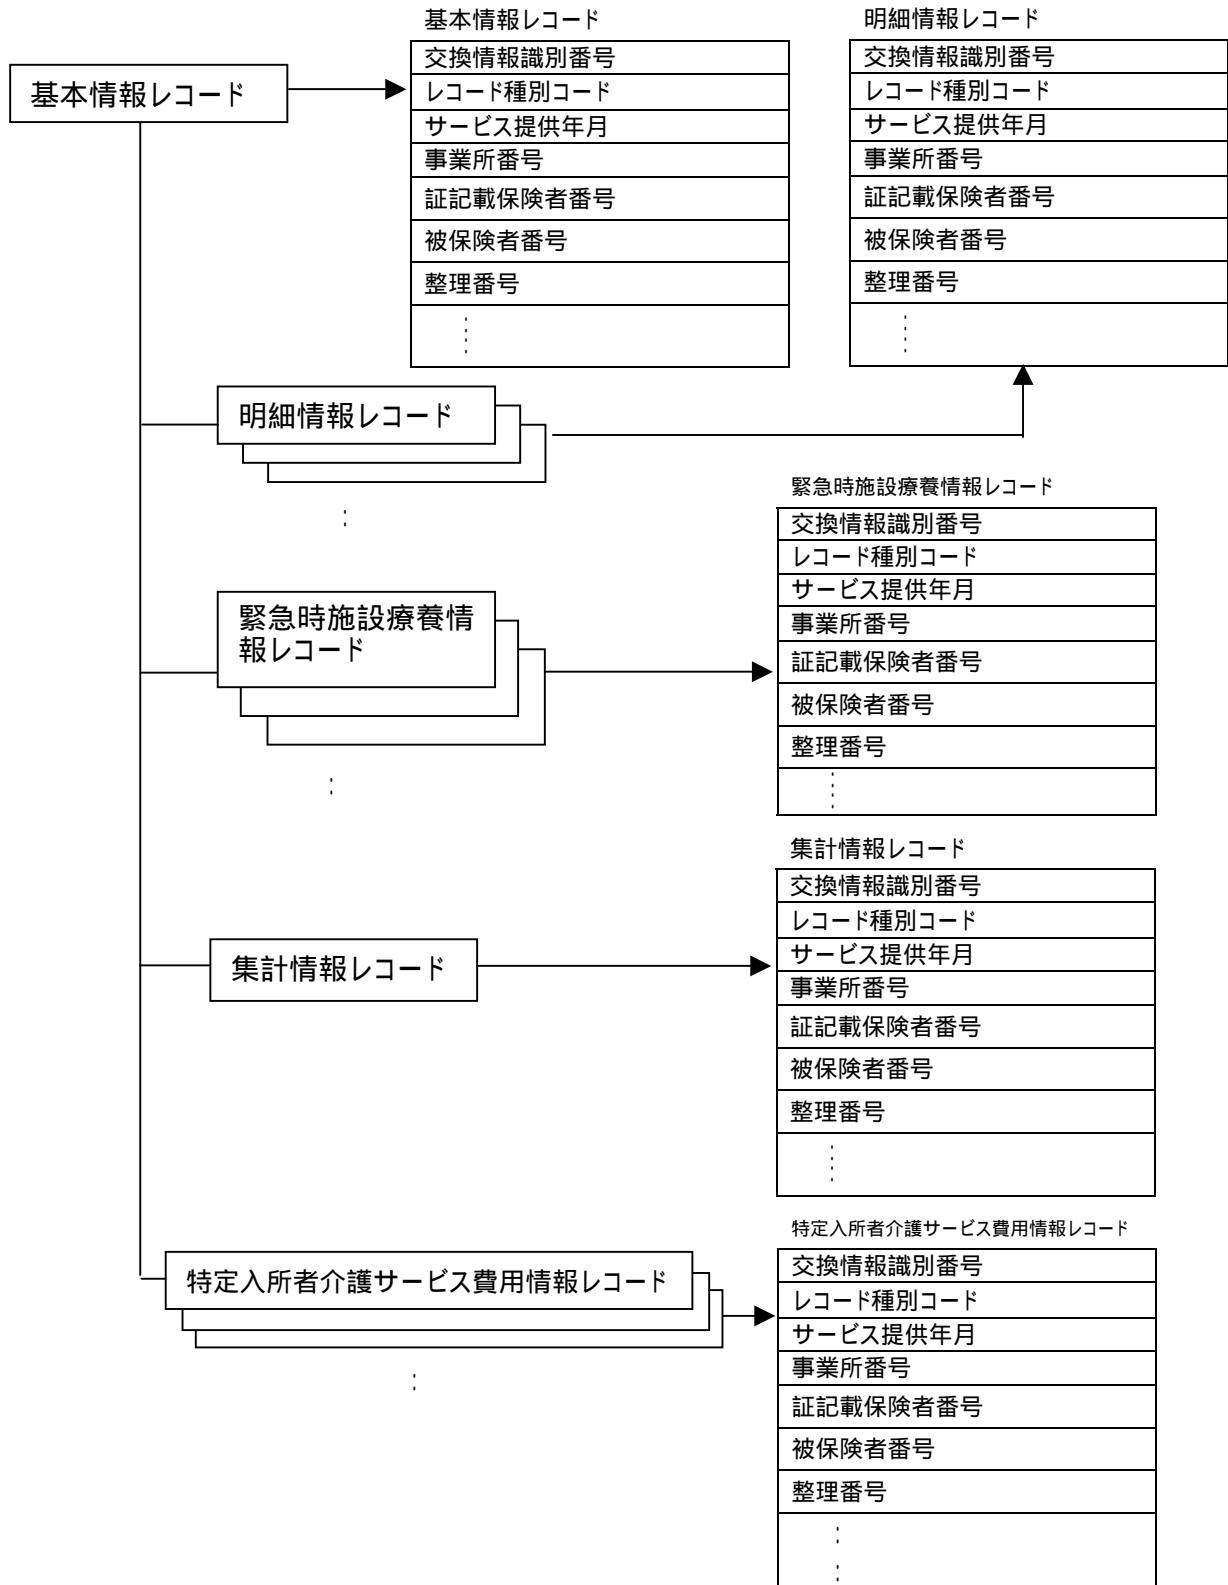 基本情報レコード
基本情報レコード
交換情報識別番号
レコード種別コード
サービス提供年月
事業所番号
証記載保険者番号
被保険者番号
整理番号
明細情報レコード
交換情報識別番号
レコード種別コード
サービス提供年月
事業所番号
証記載保険者番号
被保険者番号
整理番号
明細情報レコード
緊急時施設療養情
報レコード
緊急時施設療養情報レコード
交換情報識別番号
レコード種別コード
サービス提供年月
事業所番号
証記載保険者番号
被保険者番号
整理番号
集計情報レコード
集計情報レコード
交換情報識別番号
レコード種別コード
サービス提供年月
事業所番号
証記載保険者番号
被保険者番号
整理番号
特定入所者介護サービス費用情報レコード
特定入所者介護サービス費用情報レコード
交換情報識別番号
レコード種別コード
サービス提供年月
事業所番号
証記載保険者番号
被保険者番号
整理番号